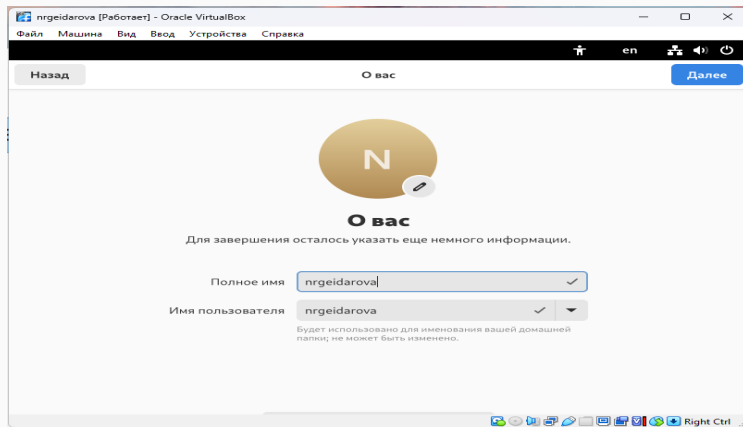 nrgeidarova [Работает] - Oracle VirtualBox
Файл Машина Вид Ввод Устройства Справка
en
Назад О вас Далее
N
О вас
Для завершения осталось указать еще немного информации.
Полное имя nrgeidarova
Имя пользователя nrgeidarova
Будет использовано для именования вашей домашней
папки; не может быть изменено.
Right Ctrl